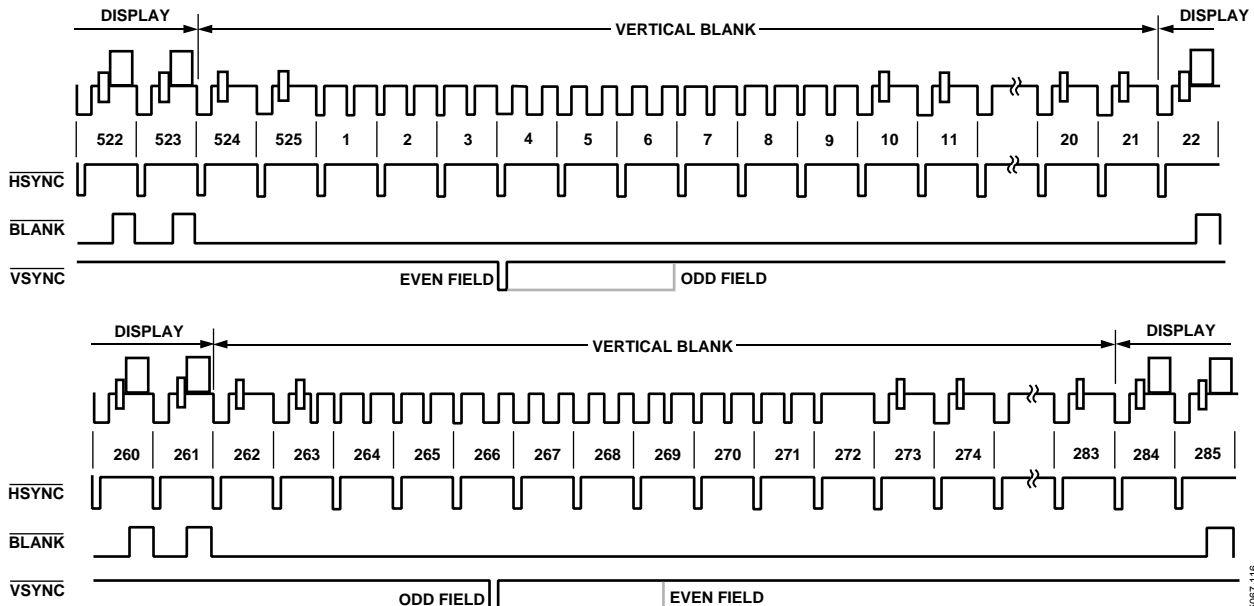 DISPLAY VERTICAL BLANK DISPLAY
522 523 524 525 1 2 3 4 5 6 7 8 9 10 11 20 21 22
HSYNC
BLANK
VSYNC EVEN FIELD ODD FIELD
DISPLAY VERTICAL BLANK DISPLAY
260 261 262 263 264 265 266 267 268 269 270 271 272 273 274 283 284 285
HSYNC
BLANK
VSYNC ODD FIELD EVEN FIELD